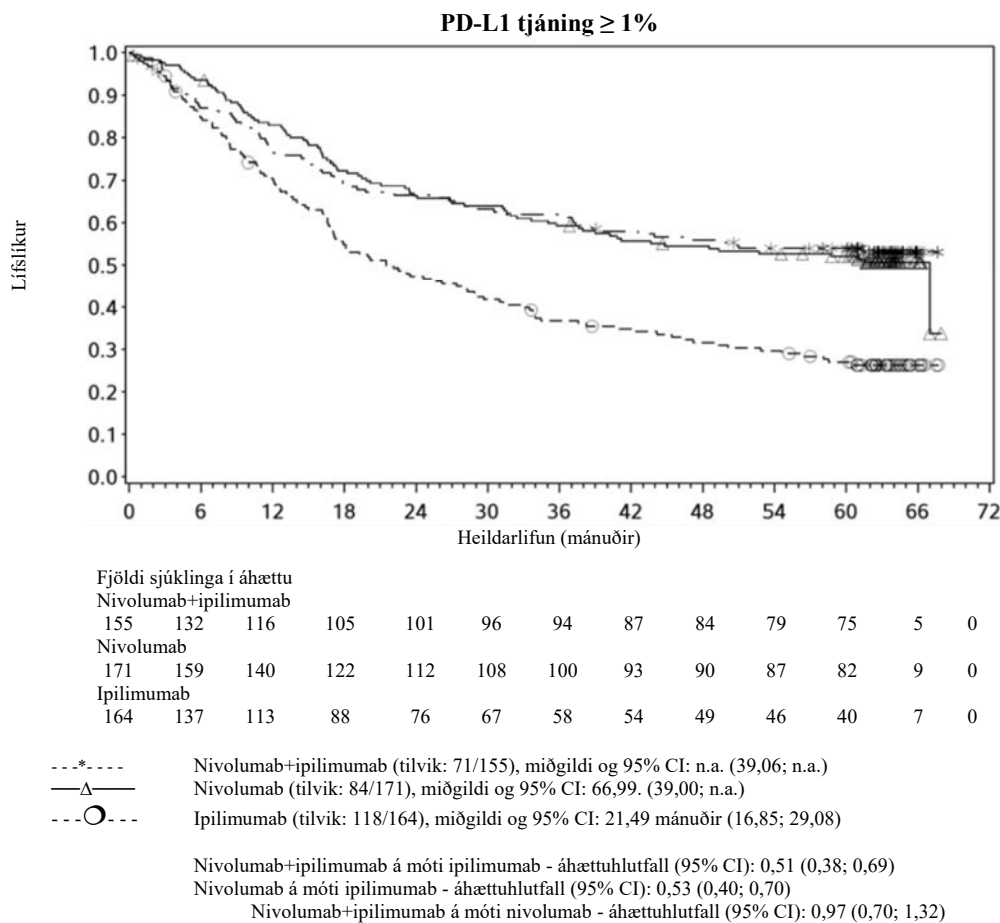 PD-L1 tjáning ≥ 1%
Lífslíkur
1.0
0.9
0.8
0.7
0.6
0.5
0.4
0.3
0.2
0.1
0.0
0 6 12 18 24 30 36 42 48 54 60 66 72
Heildarlifun (mánuðir)
Fjöldi sjúklinga í áhættu
Nivolumab+ipilimumab
155 132 116 105 101 96 94 87 84 79 75 5 0
Nivolumab
171 159 140 122 112 108 100 93 90 87 82 9 0
Ipilimumab
164 137 113 88 76 67 58 54 49 46 40 7 0
- - -*- - - - Nivolumab+ipilimumab (tilvik: 71/155), miðgildi og 95% CI: n.a. (39,06; n.a.)
——Δ—— Nivolumab (tilvik: 84/171), miðgildi og 95% CI: 66,99. (39,00; n.a.)
- - -❍- - - Ipilimumab (tilvik: 118/164), miðgildi og 95% CI: 21,49 mánuðir (16,85; 29,08)
Nivolumab+ipilimumab á móti ipilimumab - áhættuhlutfall (95% CI): 0,51 (0,38; 0,69)
Nivolumab á móti ipilimumab - áhættuhlutfall (95% CI): 0,53 (0,40; 0,70)
Nivolumab+ipilimumab á móti nivolumab - áhættuhlutfall (95% CI): 0,97 (0,70; 1,32)